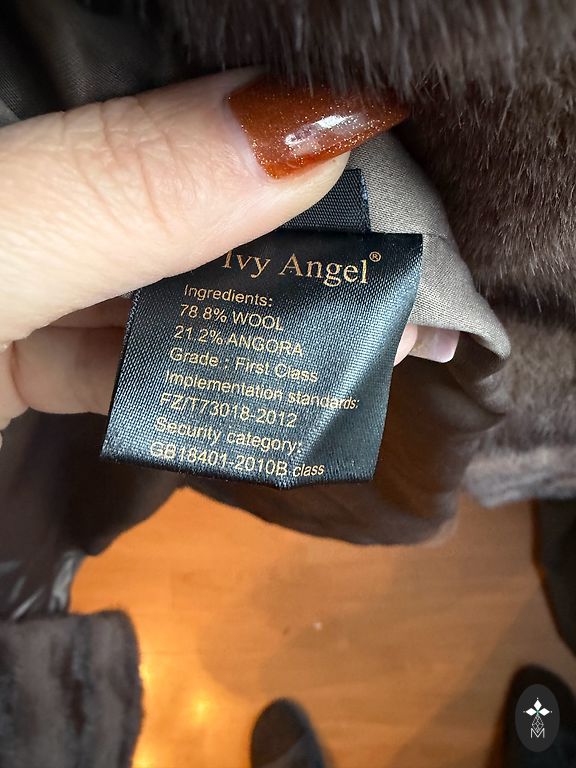 Ivy Angel®
Ingredients:
78.8% WOOL
21.2% ANGORA
Grade : First Class
Implementation standards:
FZ/T73018-2012
Security category:
GB18401-2010B class